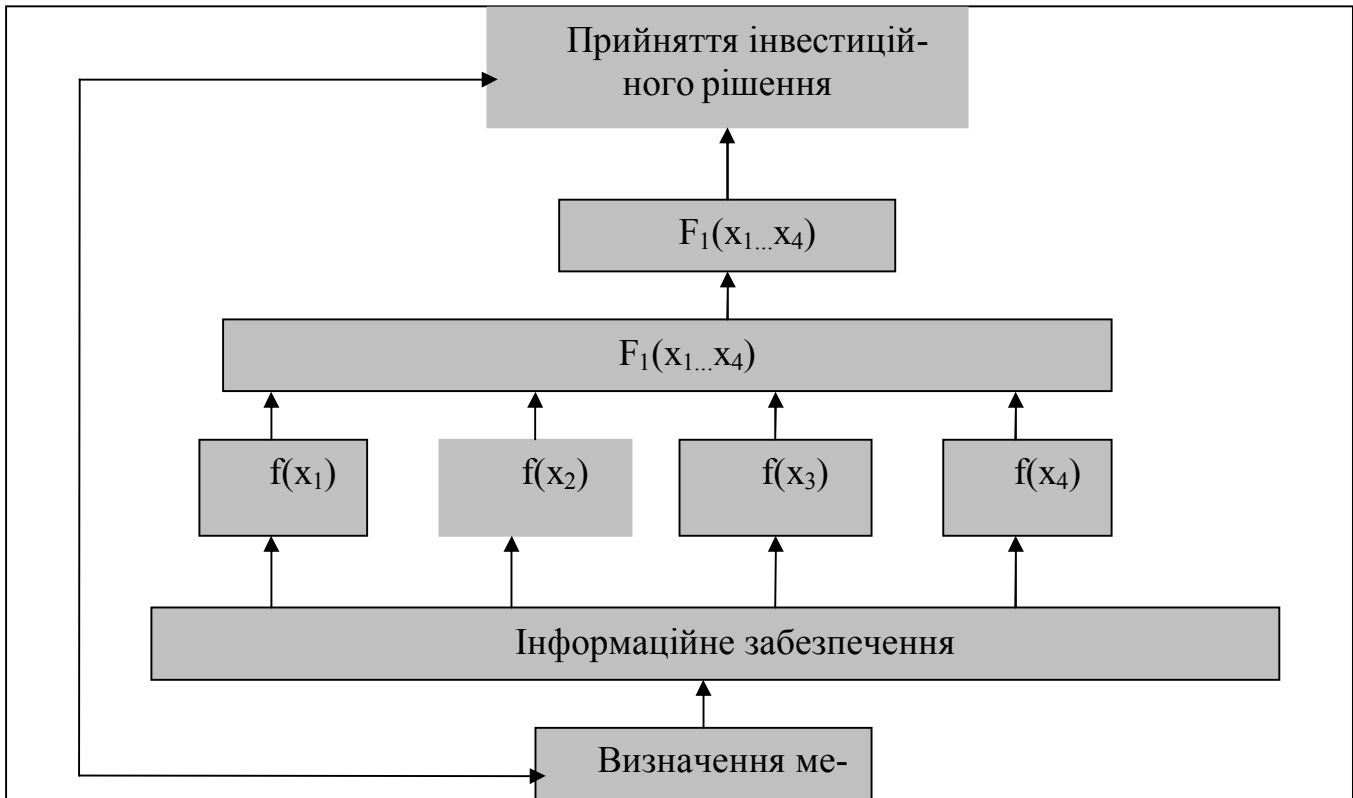 Прийняття інвестицій-
ного рішення
F₁(x₁...x₄)
F₁(x₁...x₄)
f(x₁) f(x₂) f(x₃) f(x₄)
Інформаційне забезпечення
Визначення ме-